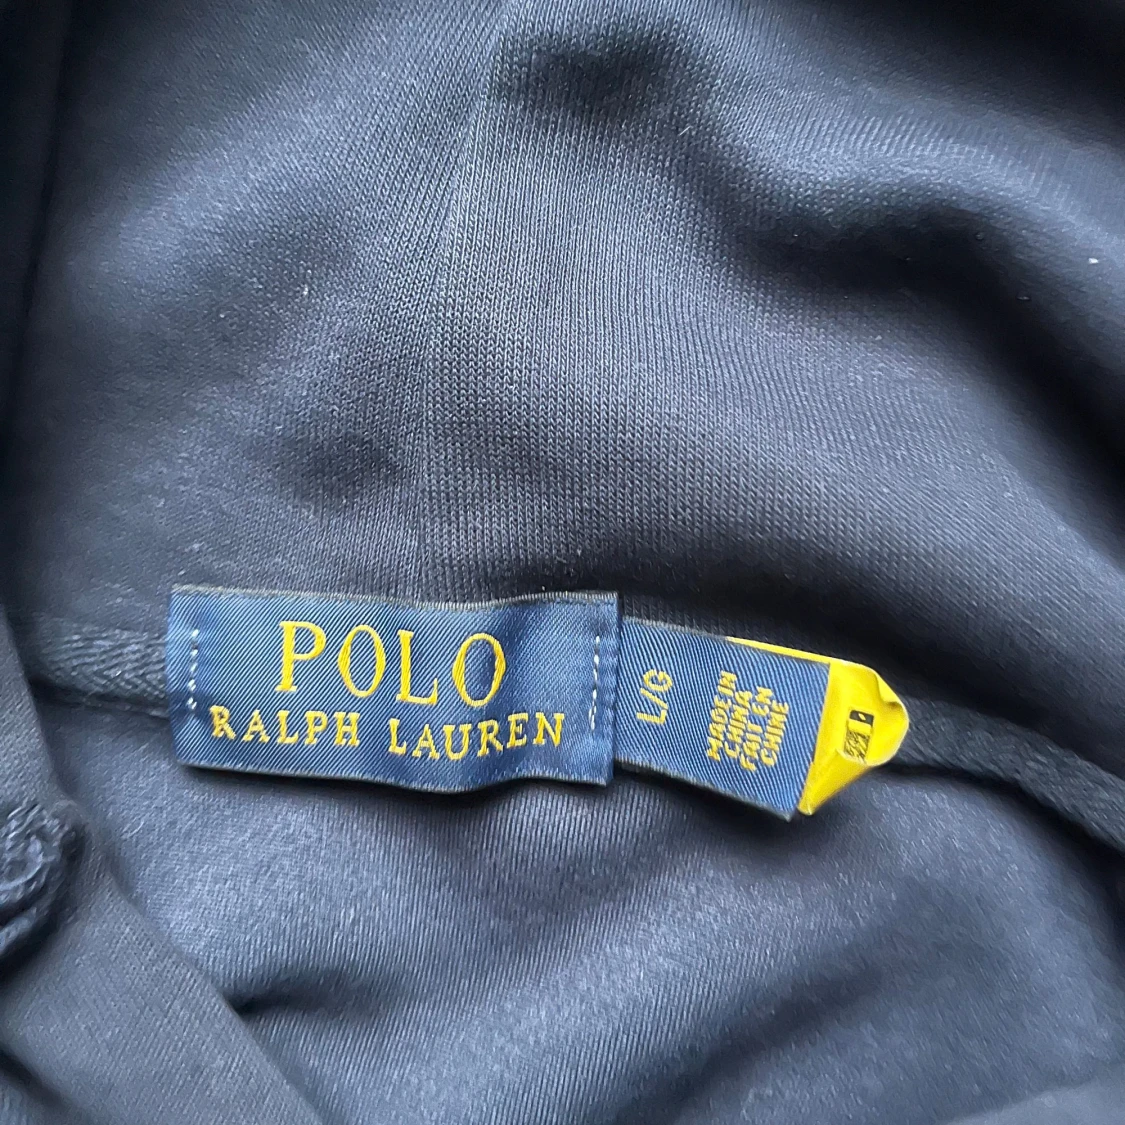 POLO
RALPH LAUREN
L/G
MADE IN
CHINA
FAIT EN
CHINE